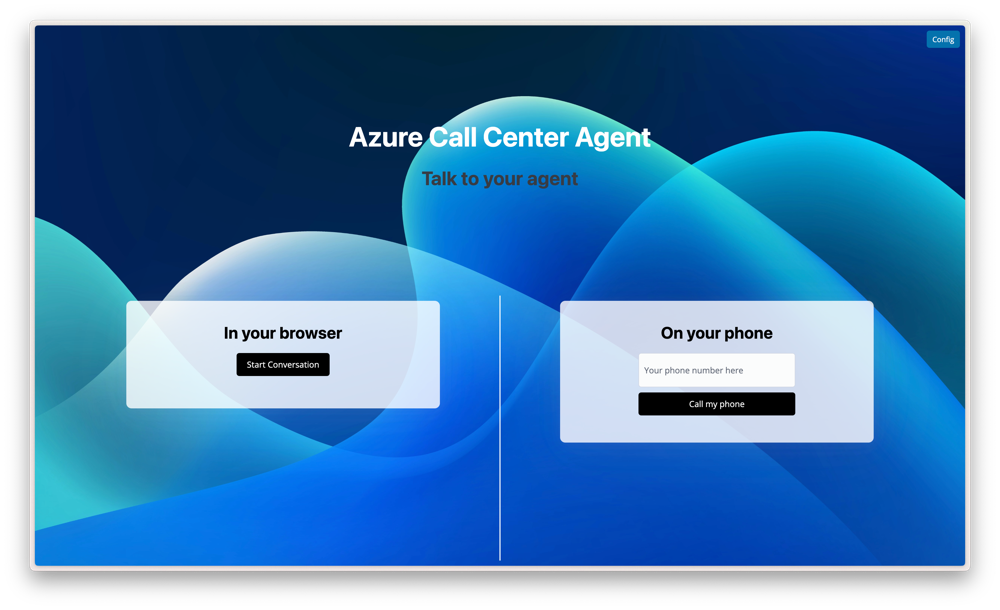 Config
Azure Call Center Agent
Talk to your agent
In your browser
Start Conversation
On your phone
Your phone number here
Call my phone